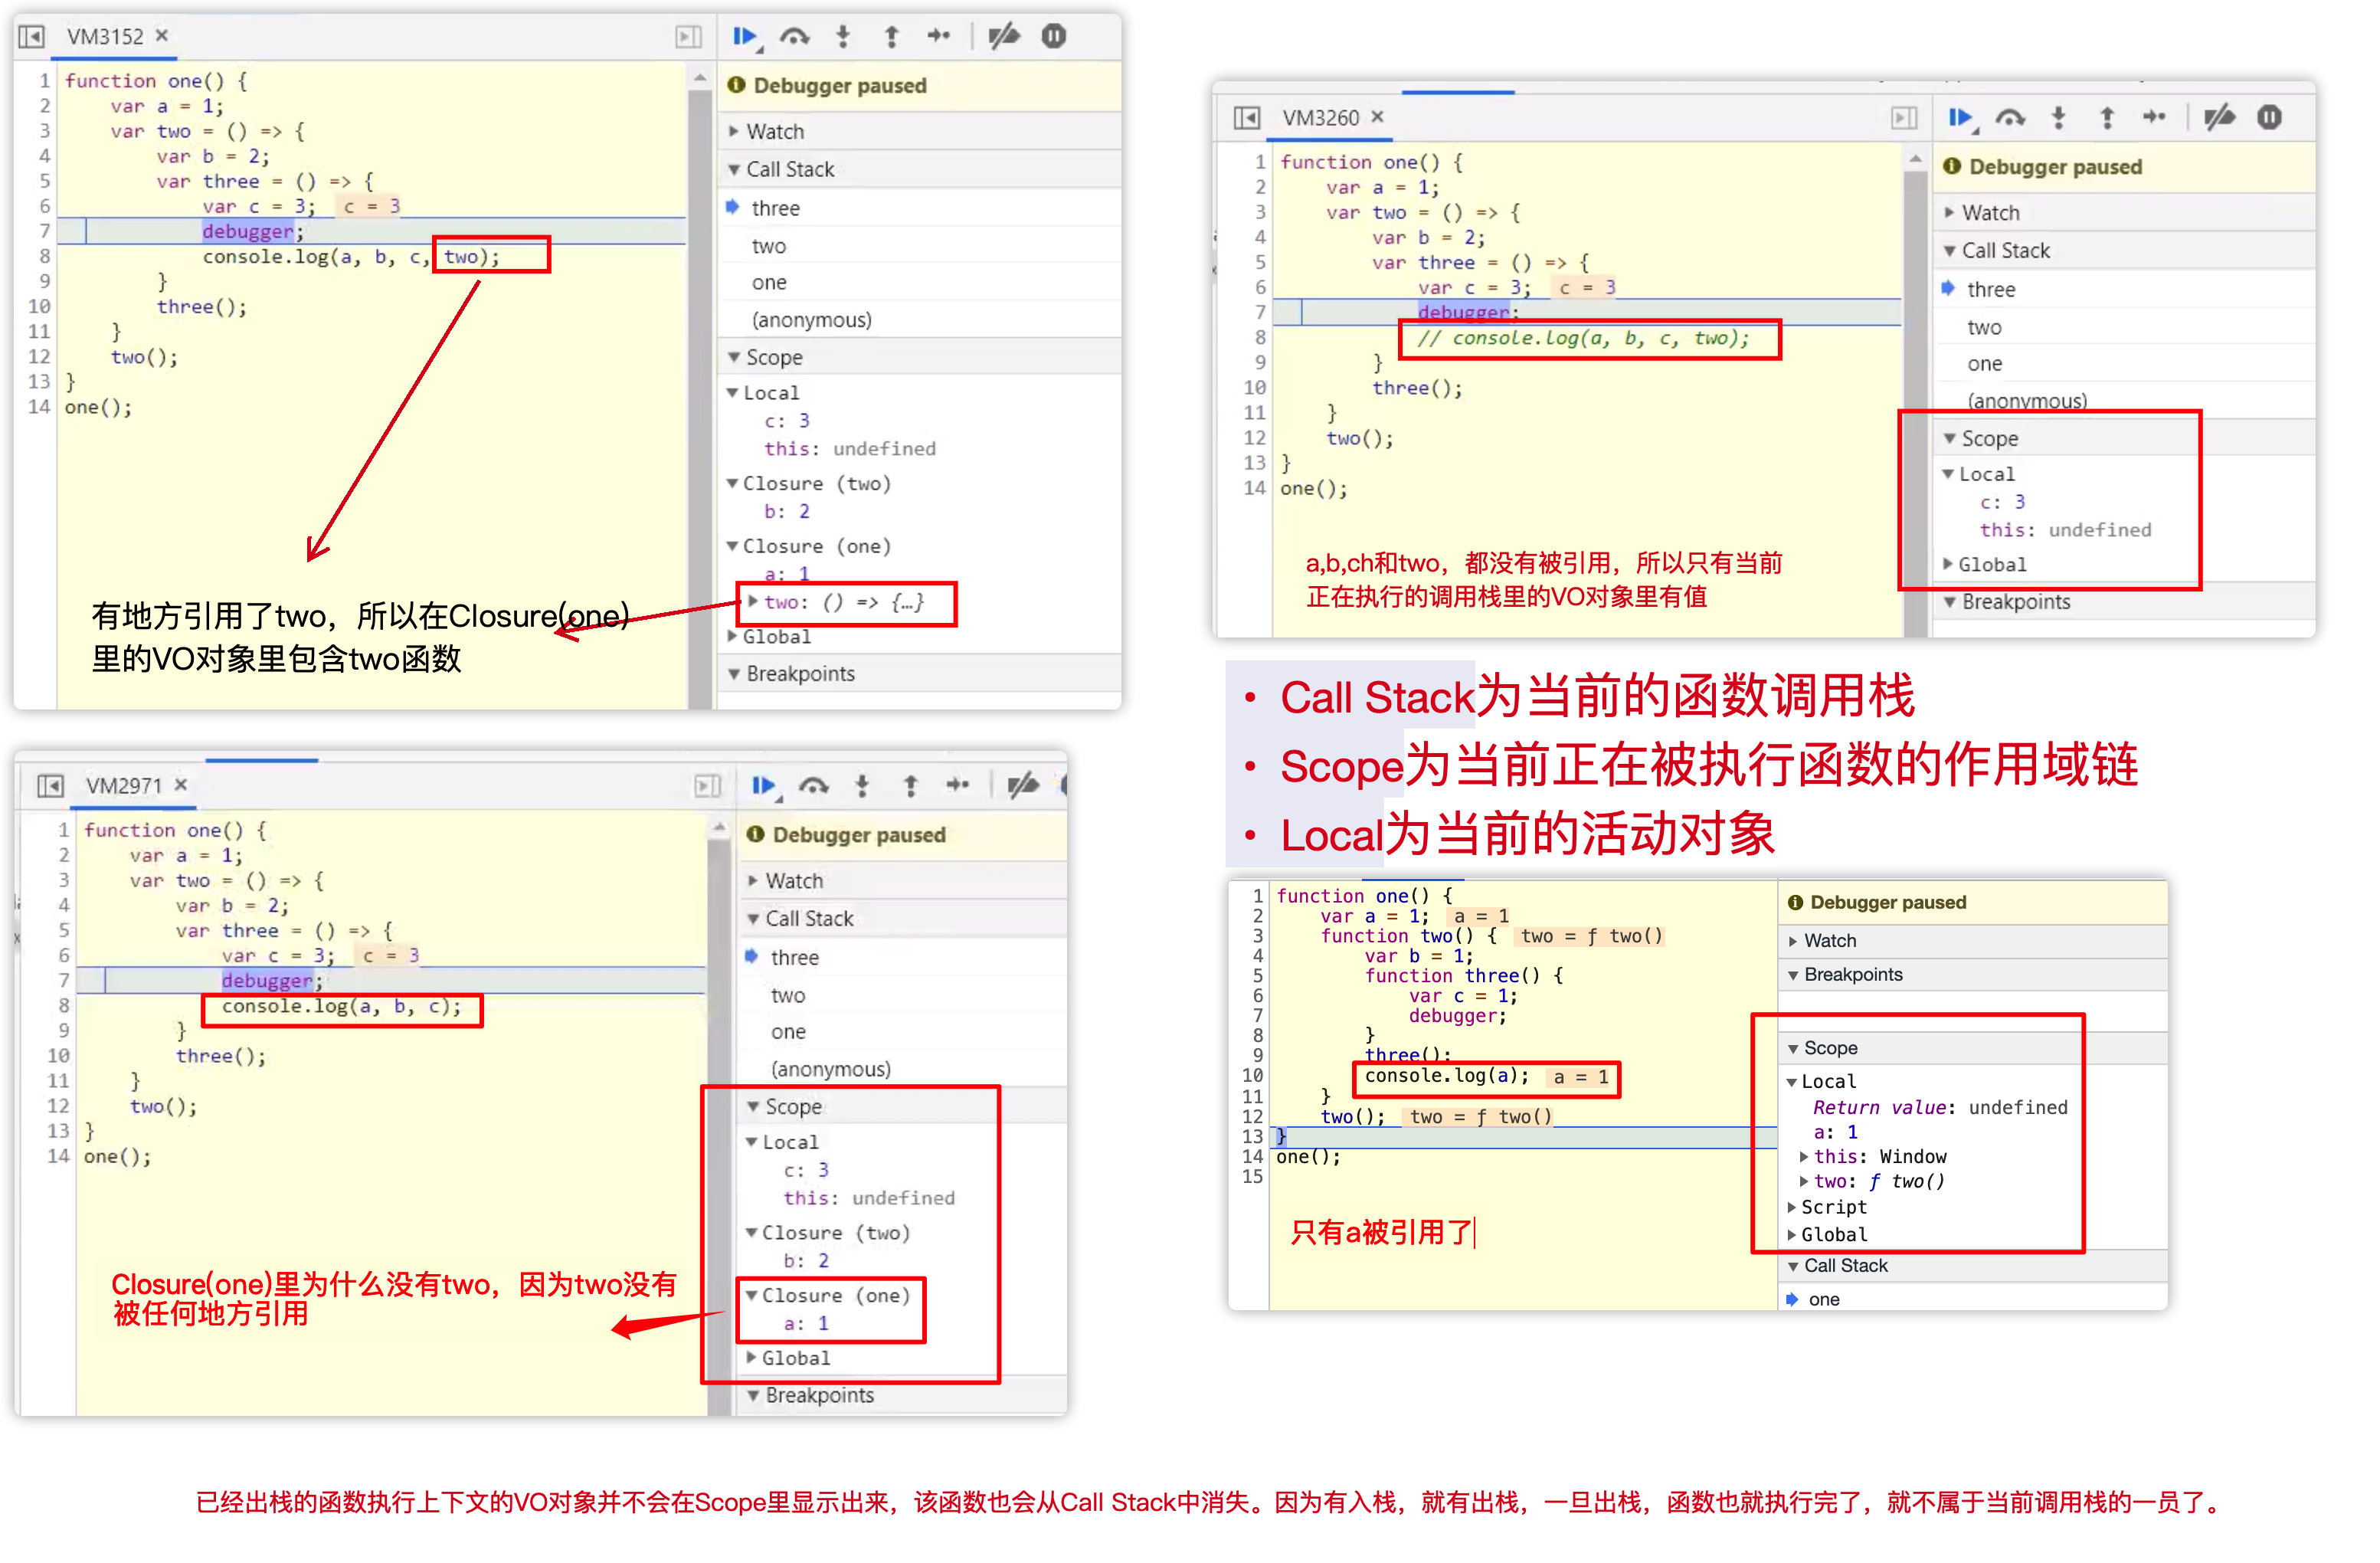 VM3152 ×
1 function one() {
2 var a = 1;
3 var two = () => {
4 var b = 2;
5 var three = () => {
6 var c = 3; c = 3
7 debugger;
8 console.log(a, b, c, two);
9 }
10 three();
11 }
12 two();
13 }
14 one();
有地方引用了two，所以在Closure(one)
里的VO对象里包含two函数
Debugger paused
Watch
Call Stack
three
two
one
(anonymous)
Scope
Local
c: 3
this: undefined
Closure (two)
b: 2
Closure (one)
a: 1
two: () => {…}
Global
Breakpoints
VM3260 ×
1 function one() {
2 var a = 1;
3 var two = () => {
4 var b = 2;
5 var three = () => {
6 var c = 3; c = 3
7 debugger;
8 // console.log(a, b, c, two);
9 }
10 three();
11 }
12 two();
13 }
14 one();
a,b,ch和two，都没有被引用，所以只有当前
正在执行的调用栈里的VO对象里有值
Debugger paused
Watch
Call Stack
three
two
one
(anonymous)
Scope
Local
c: 3
this: undefined
Global
Breakpoints
• Call Stack为当前的函数调用栈
• Scope为当前正在被执行函数的作用域链
• Local为当前的活动对象
VM2971 ×
1 function one() {
2 var a = 1;
3 var two = () => {
4 var b = 2;
5 var three = () => {
6 var c = 3; c = 3
7 debugger;
8 console.log(a, b, c);
9 }
10 three();
11 }
12 two();
13 }
14 one();
Closure(one)里为什么没有two，因为two没有
被任何地方引用
Debugger paused
Watch
Call Stack
three
two
one
(anonymous)
Scope
Local
c: 3
this: undefined
Closure (two)
b: 2
Closure (one)
a: 1
Global
Breakpoints
1 function one() {
2 var a = 1; a = 1
3 function two() { two = ƒ two()
4 var b = 1;
5 function three() {
6 var c = 1;
7 debugger;
8 }
9 three();
10 console.log(a); a = 1
11 }
12 two(); two = ƒ two()
13 }
14 one();
15
只有a被引用了
Debugger paused
Watch
Breakpoints
Scope
Local
Return value: undefined
a: 1
this: Window
two: ƒ two()
Script
Global
Call Stack
one
已经出栈的函数执行上下文的VO对象并不会在Scope里显示出来，该函数也会从Call Stack中消失。因为有入栈，就有出栈，一旦出栈，函数也就执行完了，就不属于当前调用栈的一员了。